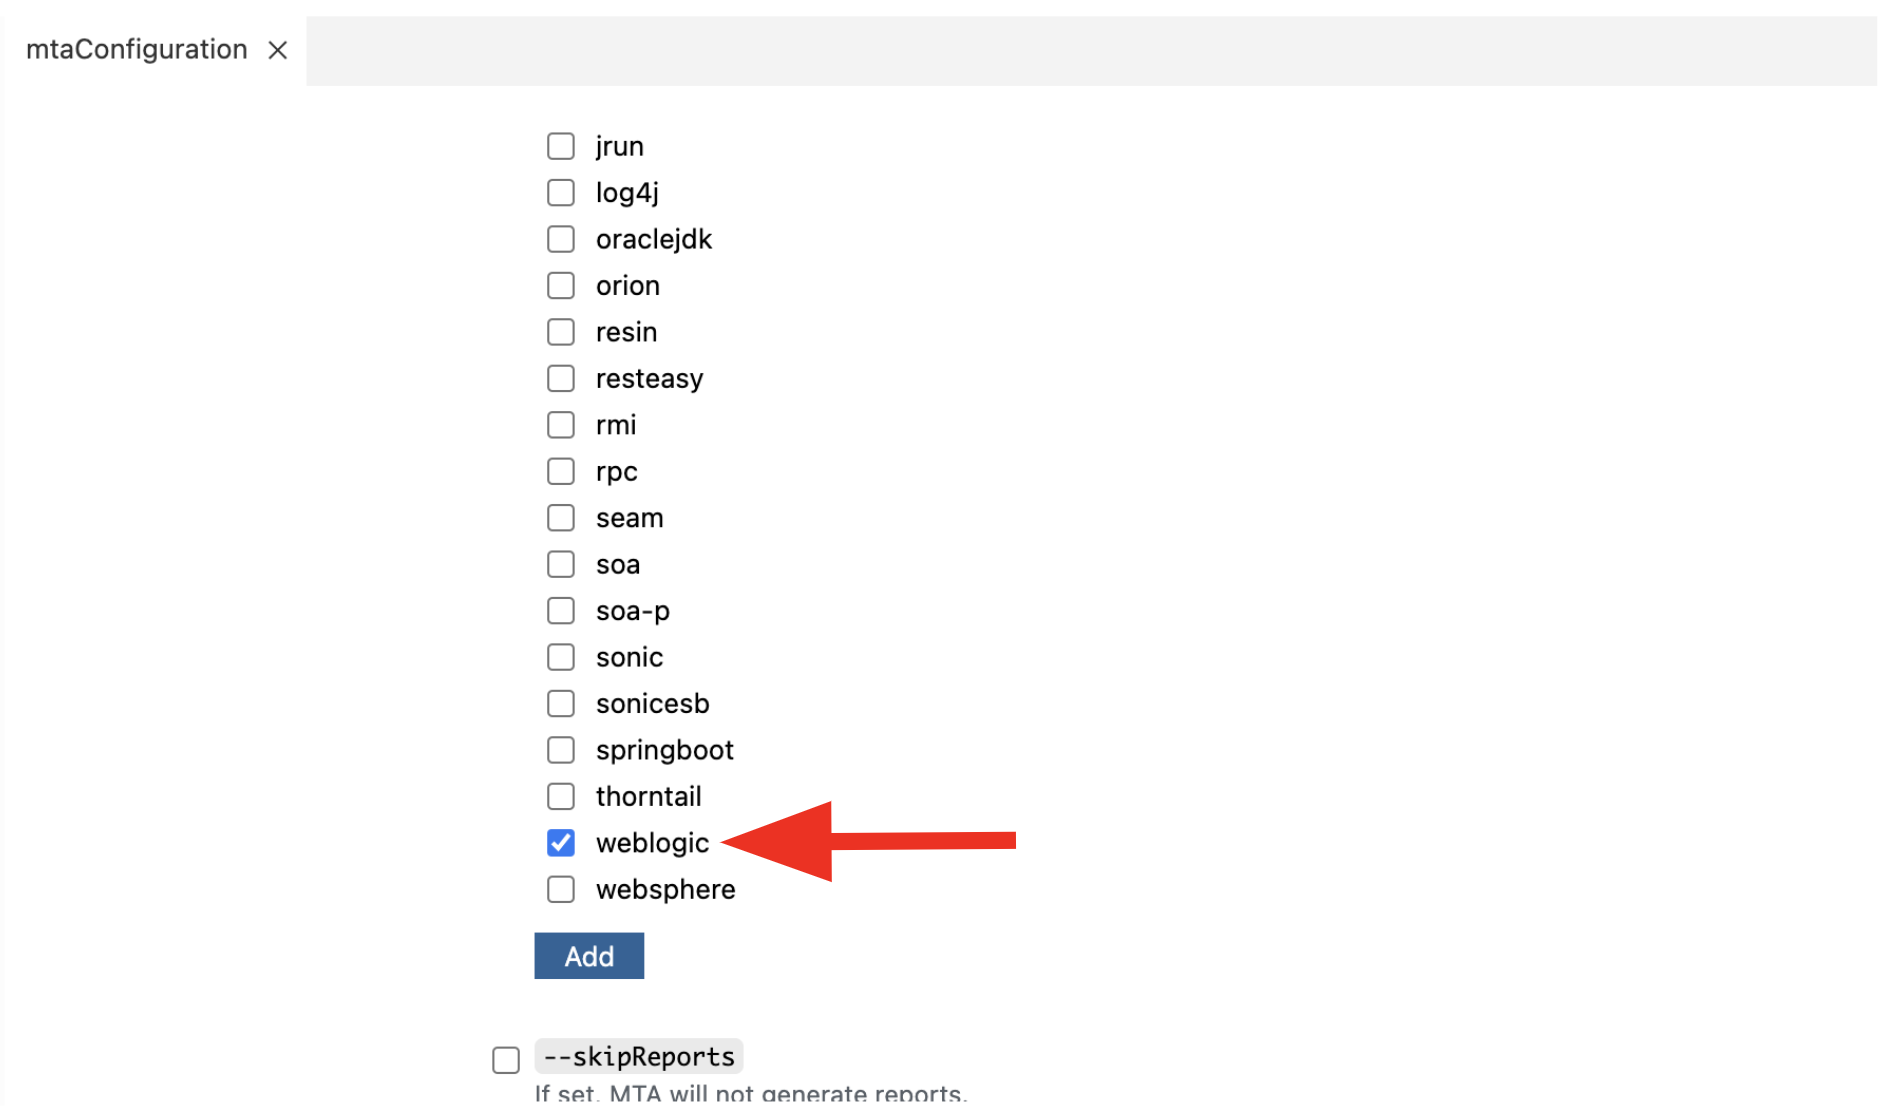 mtaConfiguration
jrun
log4j
oraclejdk
orion
resin
resteasy
rmi
rpc
seam
soa
soa-p
sonic
sonicesb
springboot
thorntail
weblogic
websphere
Add
--skipReports
If set, MTA will not generate reports.